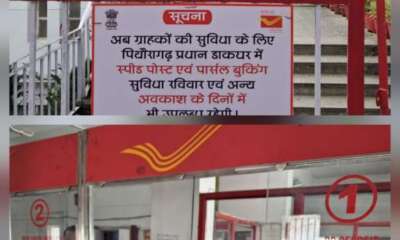 सूचना
अब ग्राहकों की सुविधा के लिए
पिथौरागढ़ प्रधान डाकघर में
स्पीड पोस्ट एवं पार्सल बुकिंग
सुविधा रविवार एवं अन्य
अवकाश के दिनों में
भी उपलब्ध रहेगी।
2
1